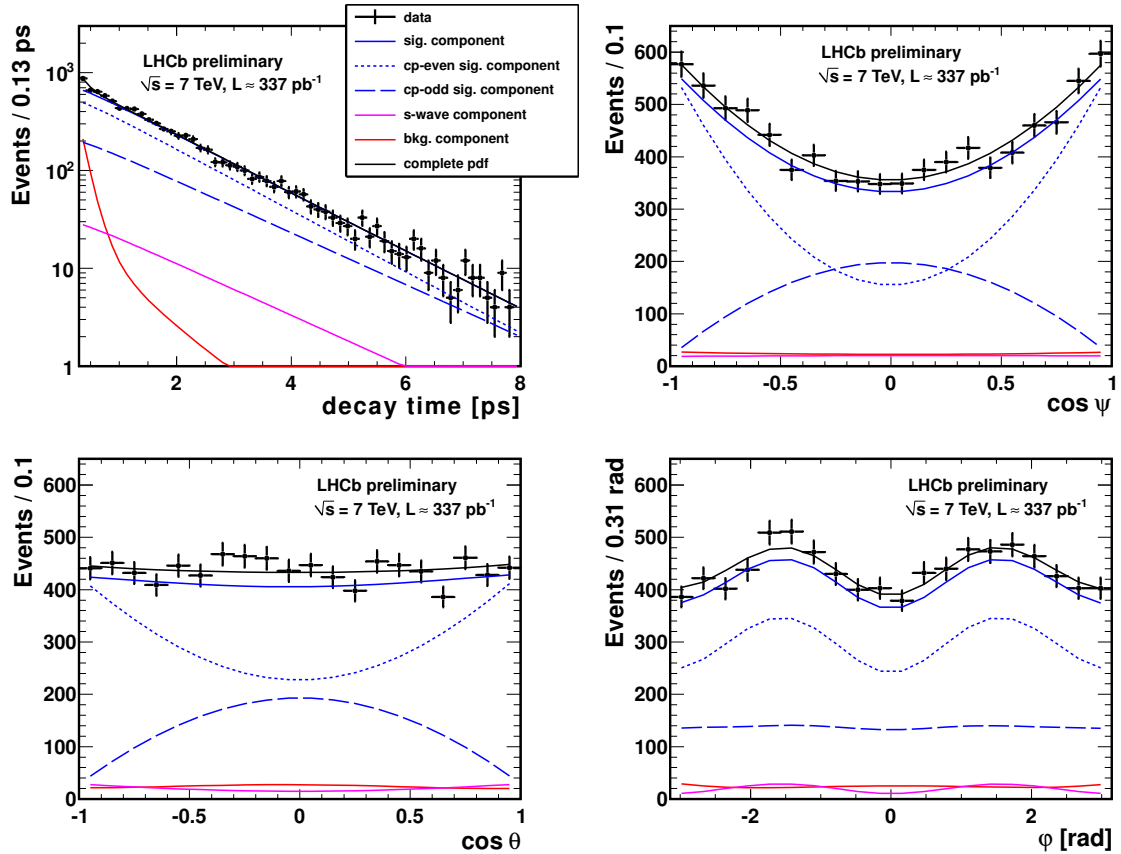 Events / 0.13 ps
10³
10²
10
1
LHCb preliminary
√s = 7 TeV, L ≈ 337 pb⁻¹
2 4 6 8
decay time [ps]
data
sig. component
cp-even sig. component
cp-odd sig. component
s-wave component
bkg. component
complete pdf
Events / 0.1
600
500
400
300
200
100
0
LHCb preliminary
√s = 7 TeV, L ≈ 337 pb⁻¹
-1 -0.5 0 0.5 1
cos ψ
Events / 0.1
600
500
400
300
200
100
0
LHCb preliminary
√s = 7 TeV, L ≈ 337 pb⁻¹
-1 -0.5 0 0.5 1
cos θ
Events / 0.31 rad
600
500
400
300
200
100
0
LHCb preliminary
√s = 7 TeV, L ≈ 337 pb⁻¹
-2 0 2
φ [rad]